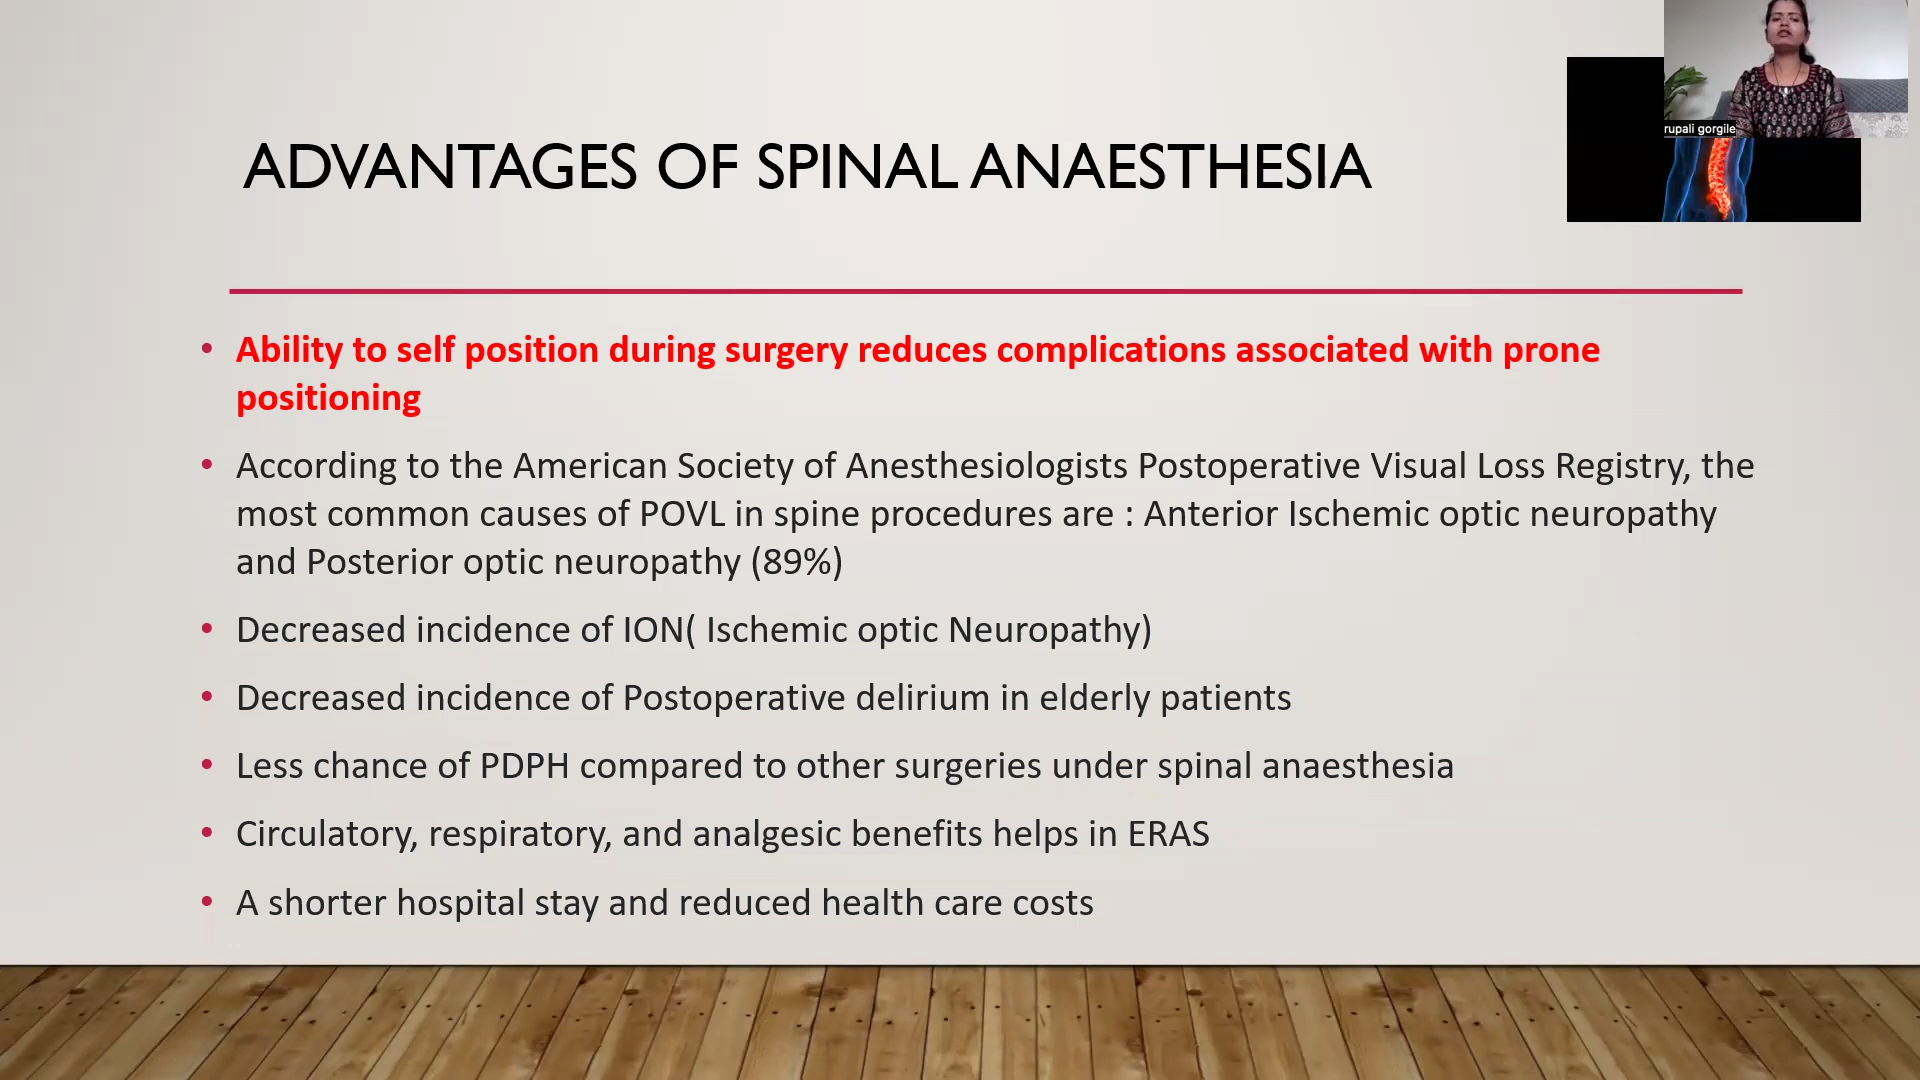 rupali gorgile
ADVANTAGES OF SPINAL ANAESTHESIA
• Ability to self position during surgery reduces complications associated with prone
positioning
• According to the American Society of Anesthesiologists Postoperative Visual Loss Registry, the
most common causes of POVL in spine procedures are : Anterior Ischemic optic neuropathy
and Posterior optic neuropathy (89%)
• Decreased incidence of ION( Ischemic optic Neuropathy)
• Decreased incidence of Postoperative delirium in elderly patients
• Less chance of PDPH compared to other surgeries under spinal anaesthesia
• Circulatory, respiratory, and analgesic benefits helps in ERAS
• A shorter hospital stay and reduced health care costs